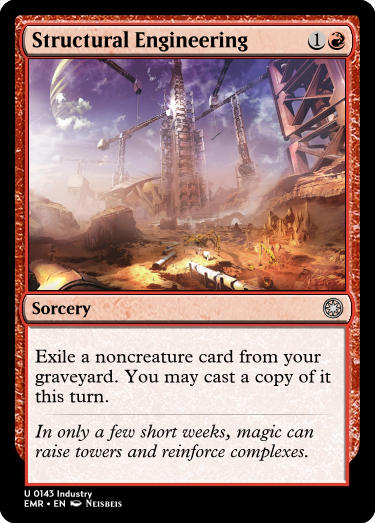 Structural Engineering 1
Sorcery
Exile a noncreature card from your
graveyard. You may cast a copy of it
this turn.
In only a few short weeks, magic can
raise towers and reinforce complexes.
U 0143 Industry
EMR • EN Neisbeis